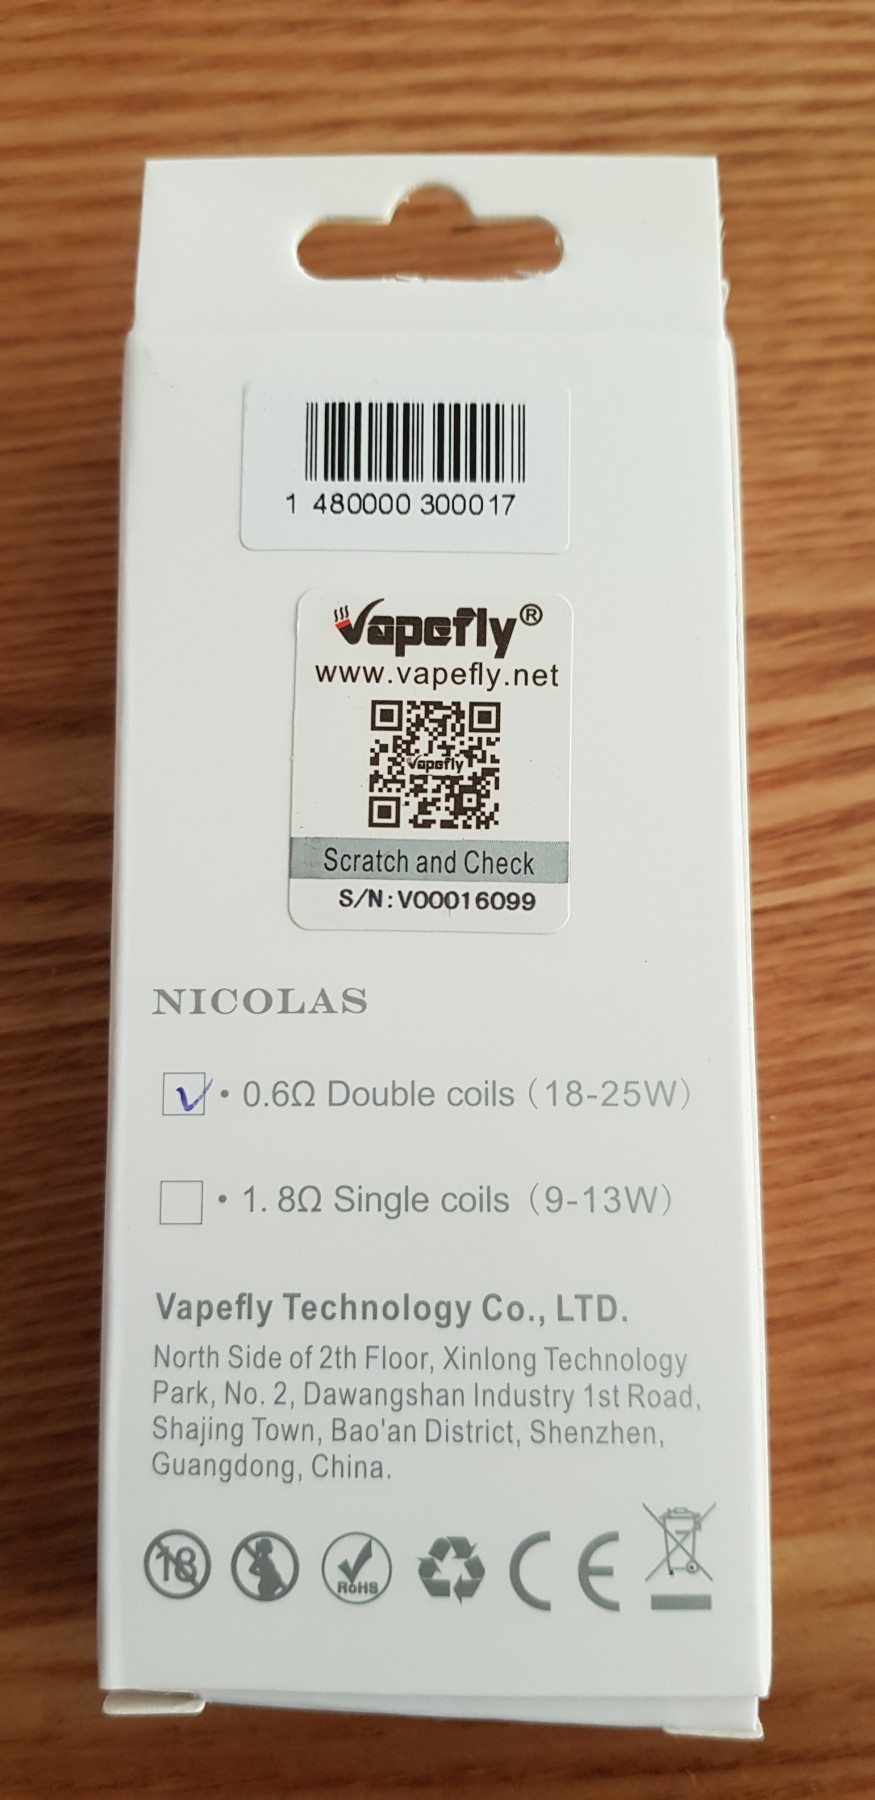 1 480000 300017
Vapefly®
www.vapefly.net
Vapefly
Scratch and Check
S/N:V00016099
NICOLAS
• 0.6Ω Double coils (18-25W)
• 1. 8Ω Single coils (9-13W)
Vapefly Technology Co., LTD.
North Side of 2th Floor, Xinlong Technology
Park, No. 2, Dawangshan Industry 1st Road,
Shajing Town, Bao'an District, Shenzhen,
Guangdong, China.
18 RoHS CE